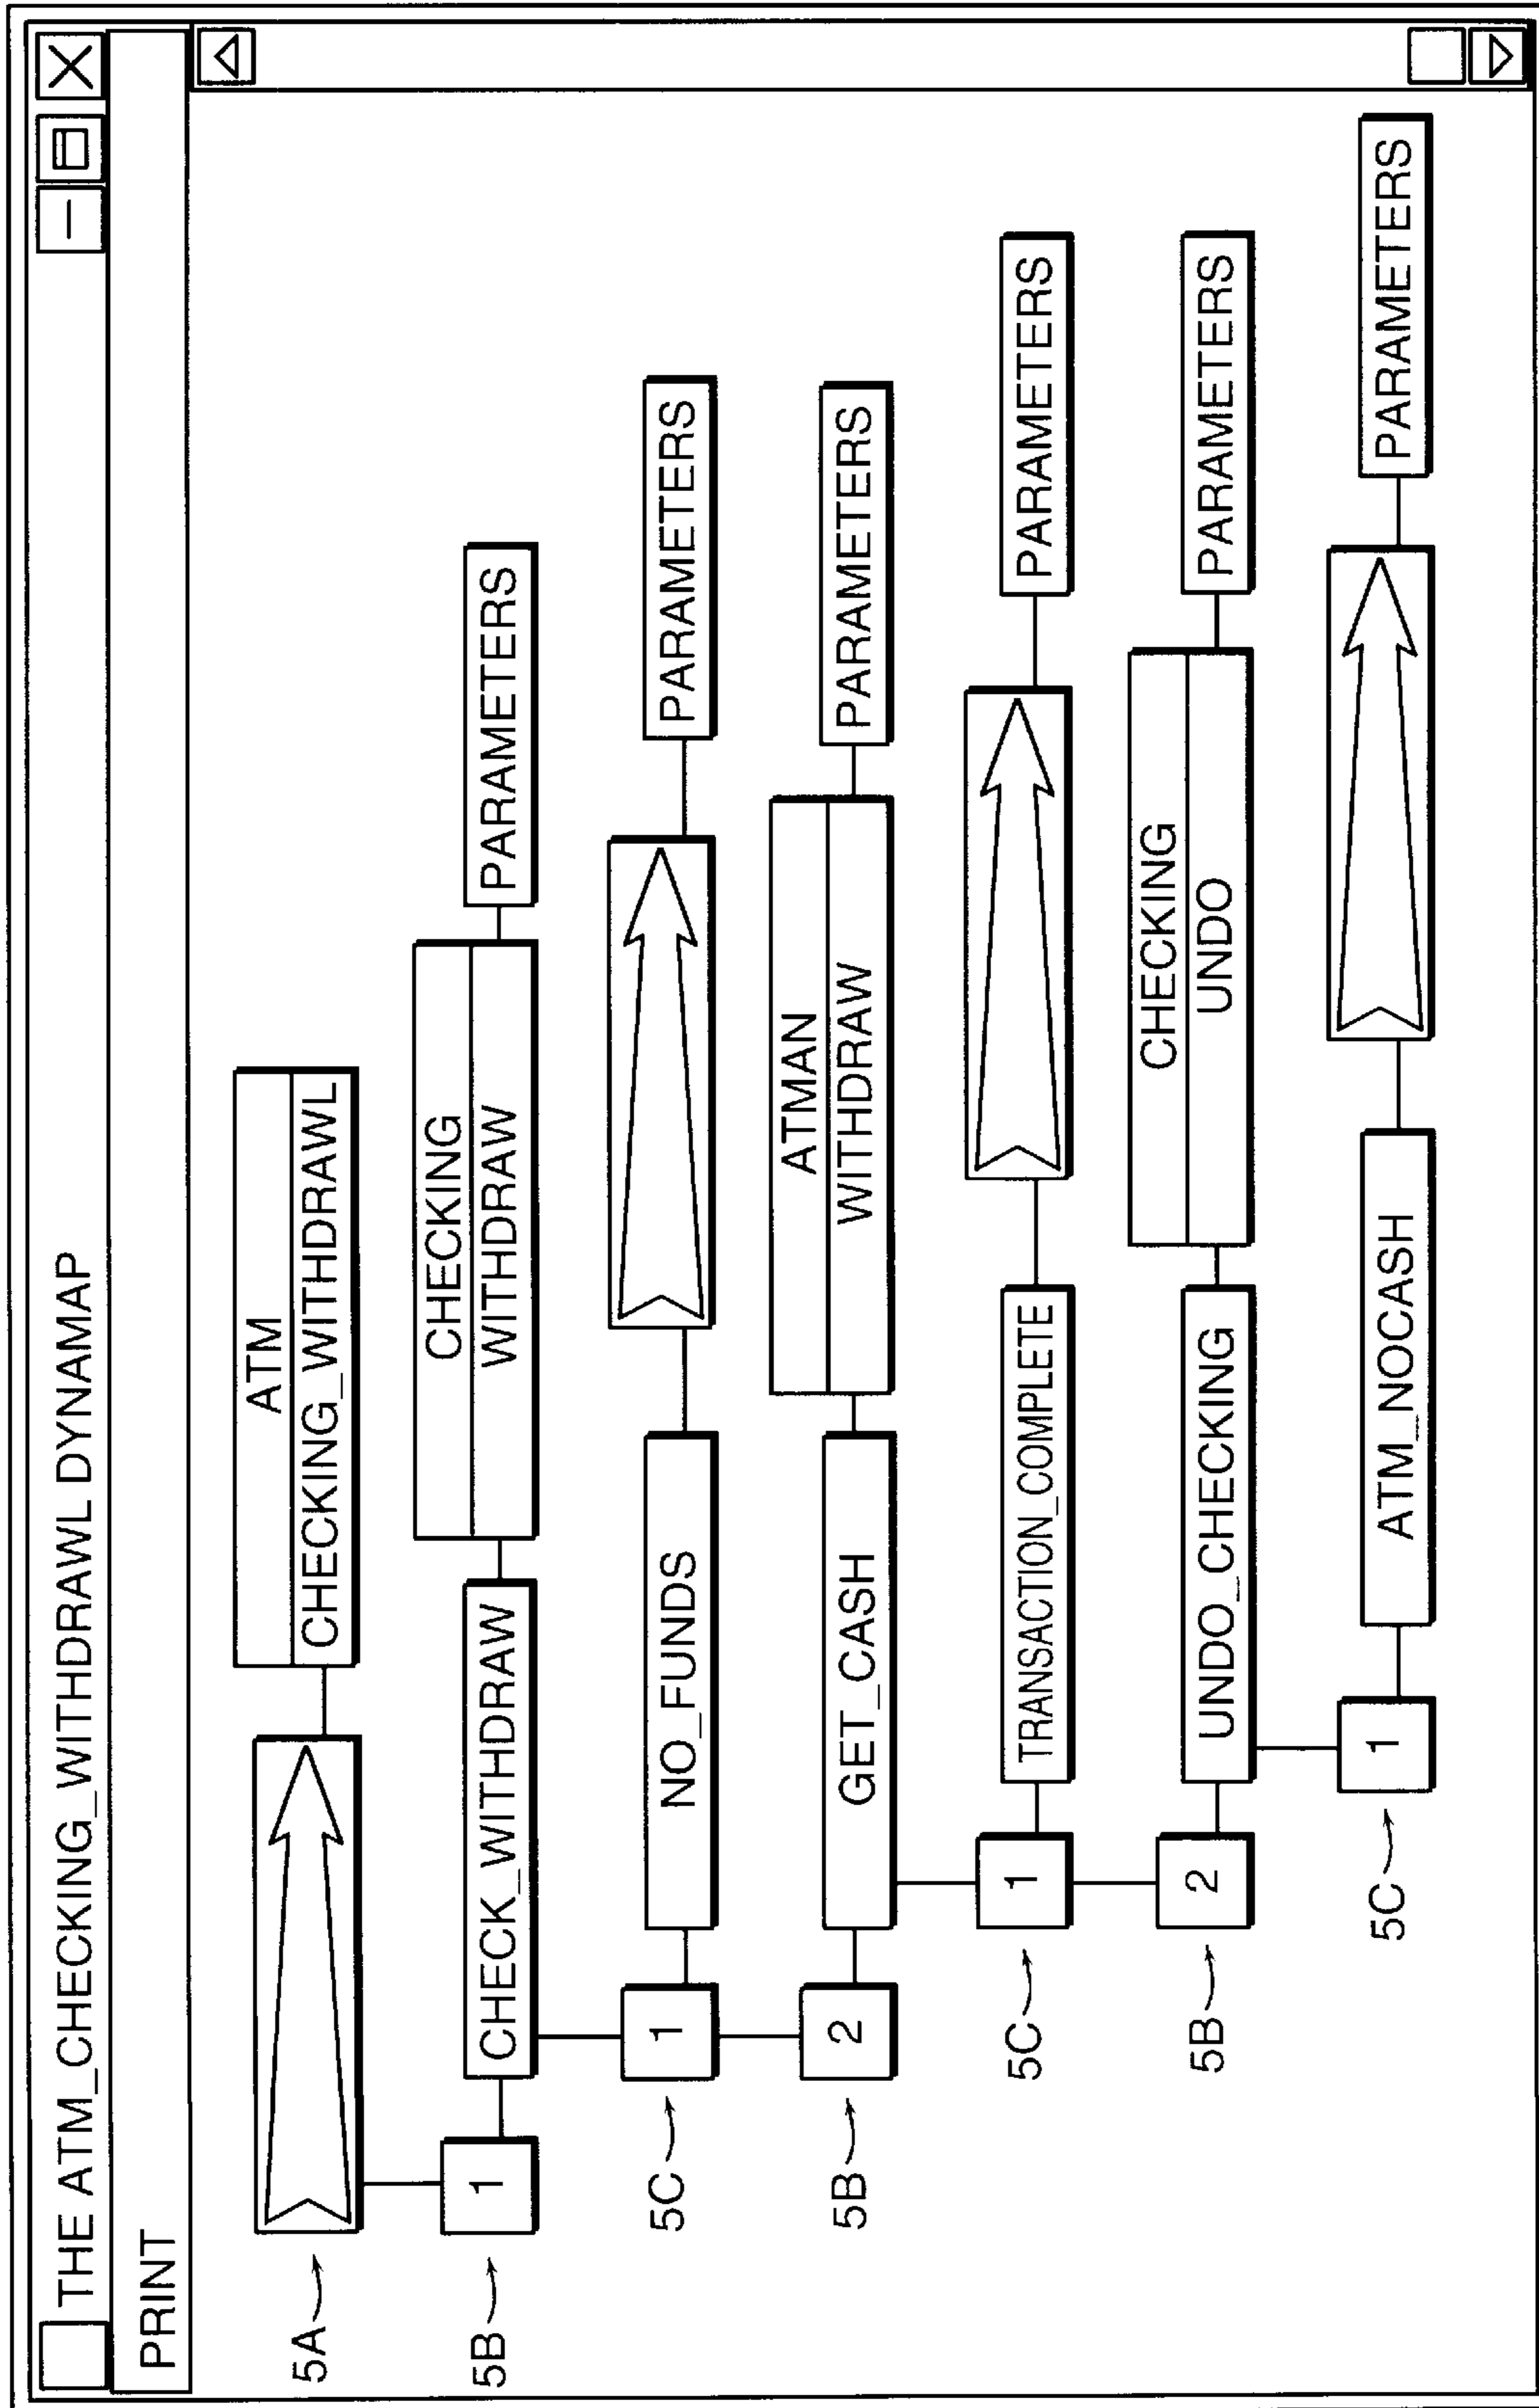 THE ATM_CHECKING_WITHDRAWL DYNAMAP
PRINT
5A
ATM
CHECKING_WITHDRAWL
5B
1
CHECK_WITHDRAW
CHECKING
WITHDRAW
PARAMETERS
5C
1
NO_FUNDS
PARAMETERS
5B
2
GET_CASH
ATMAN
WITHDRAW
PARAMETERS
5C
1
TRANSACTION_COMPLETE
PARAMETERS
5B
2
UNDO_CHECKING
CHECKING
UNDO
PARAMETERS
5C
1
ATM_NOCASH
PARAMETERS